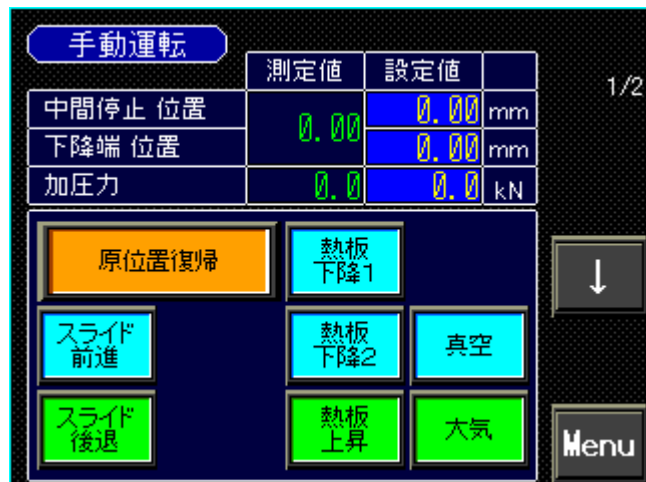 手動運転
測定値 設定値
1/2
中間停止 位置 0.00 0.00 mm
下降端 位置 0.00 mm
加圧力 0.0 0.0 kN
原位置復帰
熱板
下降1
↓
スライド
前進
熱板
下降2
真空
スライド
後退
熱板
上昇
大気
Menu